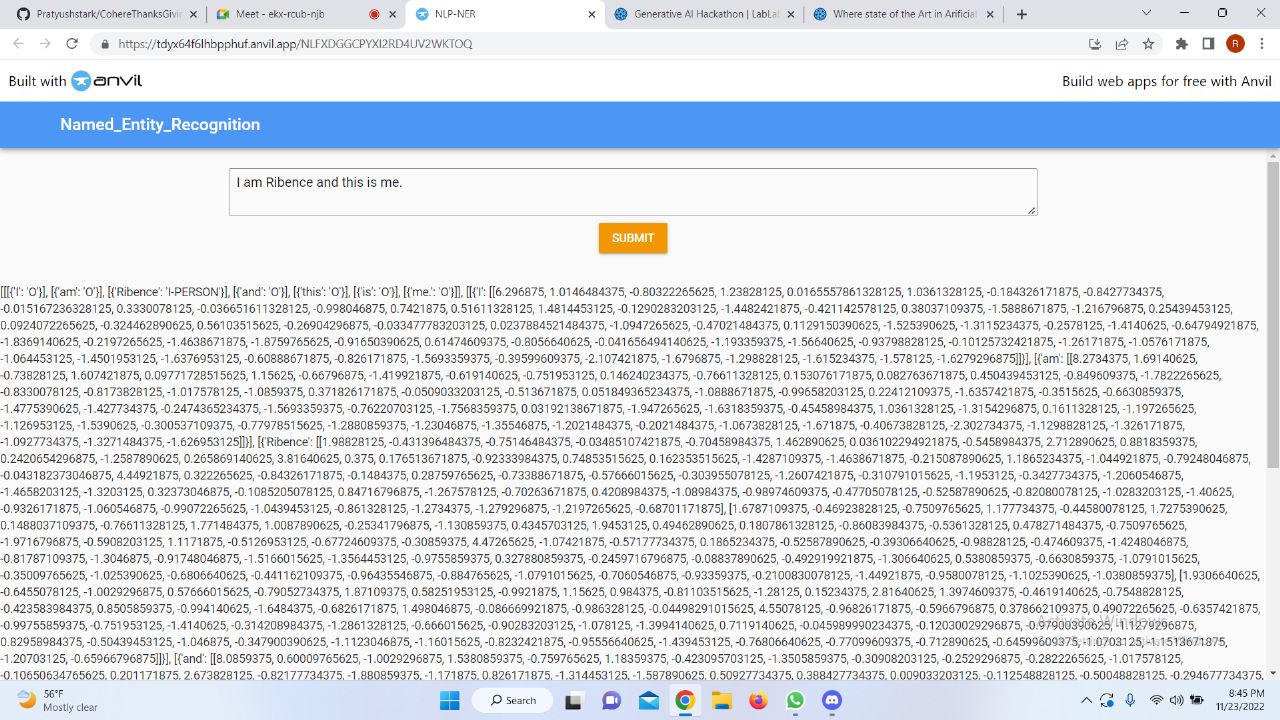 Pratyushstark/CohereThanksGivin
Meet - ekx-rcub-njb
NLP-NER
Generative AI Hackathon | LabLa
Where state of the Art in Arificial
https://tdyx64f6lhbpphuf.anvil.app/NLFXDGGCPYXI2RD4UV2WKTOQ
R
Built with anvil
Build web apps for free with Anvil
Named_Entity_Recognition
I am Ribence and this is me.
SUBMIT
[[[{'I': 'O'}], [{'am': 'O'}], [{'Ribence': 'I-PERSON'}], [{'and': 'O'}], [{'this': 'O'}], [{'is': 'O'}], [{'me.': 'O'}]], [[{'I': [[6.296875, 1.0146484375, -0.80322265625, 1.23828125, 0.0165557861328125, 1.0361328125, -0.184326171875, -0.8427734375,
-0.015167236328125, 0.3330078125, -0.036651611328125, -0.998046875, 0.7421875, 0.51611328125, 1.4814453125, -0.1290283203125, -1.4482421875, -0.421142578125, 0.38037109375, -1.5888671875, -1.216796875, 0.25439453125,
0.0924072265625, -0.324462890625, 0.56103515625, -0.26904296875, -0.033477783203125, 0.0237884521484375, -1.0947265625, -0.47021484375, 0.1129150390625, -1.525390625, -1.3115234375, -0.2578125, -1.4140625, -0.64794921875,
-1.8369140625, -0.2197265625, -1.4638671875, -1.8759765625, -0.91650390625, 0.61474609375, -0.8056640625, -0.041656494140625, -1.193359375, -1.56640625, -0.93798828125, -0.10125732421875, -1.26171875, -1.0576171875,
-1.064453125, -1.4501953125, -1.6376953125, -0.60888671875, -0.826171875, -1.5693359375, -0.39599609375, -2.107421875, -1.6796875, -1.298828125, -1.615234375, -1.578125, -1.6279296875]]}], [{'am': [[8.2734375, 1.69140625,
-0.73828125, 1.607421875, 0.09771728515625, 1.15625, -0.66796875, -1.419921875, -0.619140625, -0.751953125, 0.146240234375, -0.76611328125, 0.153076171875, 0.082763671875, 0.450439453125, -0.849609375, -1.7822265625,
-0.8330078125, -0.8173828125, -1.017578125, -1.0859375, 0.371826171875, -0.0509033203125, -0.513671875, 0.051849365234375, -1.0888671875, -0.99658203125, 0.22412109375, -1.6357421875, -0.3515625, -0.6630859375,
-1.4775390625, -1.427734375, -0.2474365234375, -1.5693359375, -0.76220703125, -1.7568359375, 0.03192138671875, -1.947265625, -1.6318359375, -0.45458984375, 1.0361328125, -1.3154296875, 0.1611328125, -1.197265625,
-1.126953125, -1.5390625, -0.300537109375, -0.77978515625, -1.2880859375, -1.23046875, -1.35546875, -1.2021484375, -0.2021484375, -1.0673828125, -1.671875, -0.40673828125, -2.302734375, -1.1298828125, -1.326171875,
-1.0927734375, -1.3271484375, -1.626953125]]}], [{'Ribence': [[1.98828125, -0.431396484375, -0.75146484375, -0.03485107421875, -0.70458984375, 1.462890625, 0.036102294921875, -0.5458984375, 2.712890625, 0.8818359375,
0.2420654296875, -1.2587890625, 0.265869140625, 3.81640625, 0.375, 0.176513671875, -0.92333984375, 0.74853515625, 0.162353515625, -1.4287109375, -1.4638671875, -0.215087890625, 1.1865234375, -1.044921875, -0.79248046875,
-0.043182373046875, 4.44921875, 0.322265625, -0.84326171875, -0.1484375, 0.28759765625, -0.73388671875, -0.57666015625, -0.303955078125, -1.2607421875, -0.310791015625, -1.1953125, -0.34277734375, -1.2060546875,
-1.4658203125, -1.3203125, 0.32373046875, -0.1085205078125, 0.84716796875, -1.267578125, -0.70263671875, 0.4208984375, -1.08984375, -0.98974609375, -0.47705078125, -0.52587890625, -0.82080078125, -1.0283203125, -1.40625,
-0.9326171875, -1.060546875, -0.99072265625, -1.0439453125, -0.861328125, -1.2734375, -1.279296875, -1.2197265625, -0.68701171875], [1.6787109375, -0.46923828125, -0.7509765625, 1.177734375, -0.44580078125, 1.7275390625,
0.1488037109375, -0.76611328125, 1.771484375, 1.0087890625, -0.25341796875, -1.130859375, 0.4345703125, 1.9453125, 0.49462890625, 0.1807861328125, -0.86083984375, -0.5361328125, 0.478271484375, -0.7509765625,
-1.9716796875, -0.5908203125, 1.1171875, -0.5126953125, -0.67724609375, -0.30859375, 4.47265625, -1.07421875, -0.57177734375, 0.1865234375, -0.52587890625, -0.39306640625, -0.98828125, -0.474609375, -1.4248046875,
-0.81787109375, -1.3046875, -0.91748046875, -1.5166015625, -1.3564453125, -0.9755859375, 0.327880859375, -0.2459716796875, -0.08837890625, -0.492919921875, -1.306640625, 0.5380859375, -0.6630859375, -1.0791015625,
-0.35009765625, -1.025390625, -0.6806640625, -0.441162109375, -0.96435546875, -0.884765625, -1.0791015625, -0.7060546875, -0.93359375, -0.2100830078125, -1.44921875, -0.9580078125, -1.1025390625, -1.0380859375], [1.9306640625,
-0.6455078125, -1.0029296875, 0.57666015625, -0.79052734375, 1.87109375, 0.58251953125, -0.9921875, 1.15625, 0.984375, -0.81103515625, -1.28125, 0.15234375, 2.81640625, 1.3974609375, -0.4619140625, -0.7548828125,
-0.423583984375, 0.8505859375, -0.994140625, -1.6484375, -0.6826171875, 1.498046875, -0.086669921875, -0.986328125, -0.04498291015625, 4.55078125, -0.96826171875, -0.5966796875, 0.378662109375, 0.49072265625, -0.6357421875,
-0.99755859375, -0.751953125, -1.4140625, -0.314208984375, -1.2861328125, -0.666015625, -0.90283203125, -1.078125, -1.3994140625, 0.7119140625, -0.045989990234375, -0.12030029296875,
0.82958984375, -0.50439453125, -1.046875, -0.347900390625, -1.1123046875, -1.16015625, -0.8232421875, -0.95556640625, -1.439453125, -0.76806640625, -0.77099609375, -0.712890625, -0.64599609375, -1.0703125, -1.1513671875,
-1.20703125, -0.65966796875]]}], [{'and': [[8.0859375, 0.60009765625, -1.0029296875, 1.5380859375, -0.759765625, 1.18359375, -0.423095703125, -1.3505859375, -0.30908203125, -0.2529296875, -0.2822265625, -1.017578125,
-0.10650634765625, 0.201171875, 2.673828125, -0.8217773437​5, -1.880859375, -1.171875, 0.826171875, -1.814453125, -1.587890625, 0.50927734375, 0.388427734375, 0.009033203125, -0.112548828125, -0.50048828125, -0.294677734375,
Activate Windows
56°F
Mostly clear
Search
8:45 PM
11/23/2022